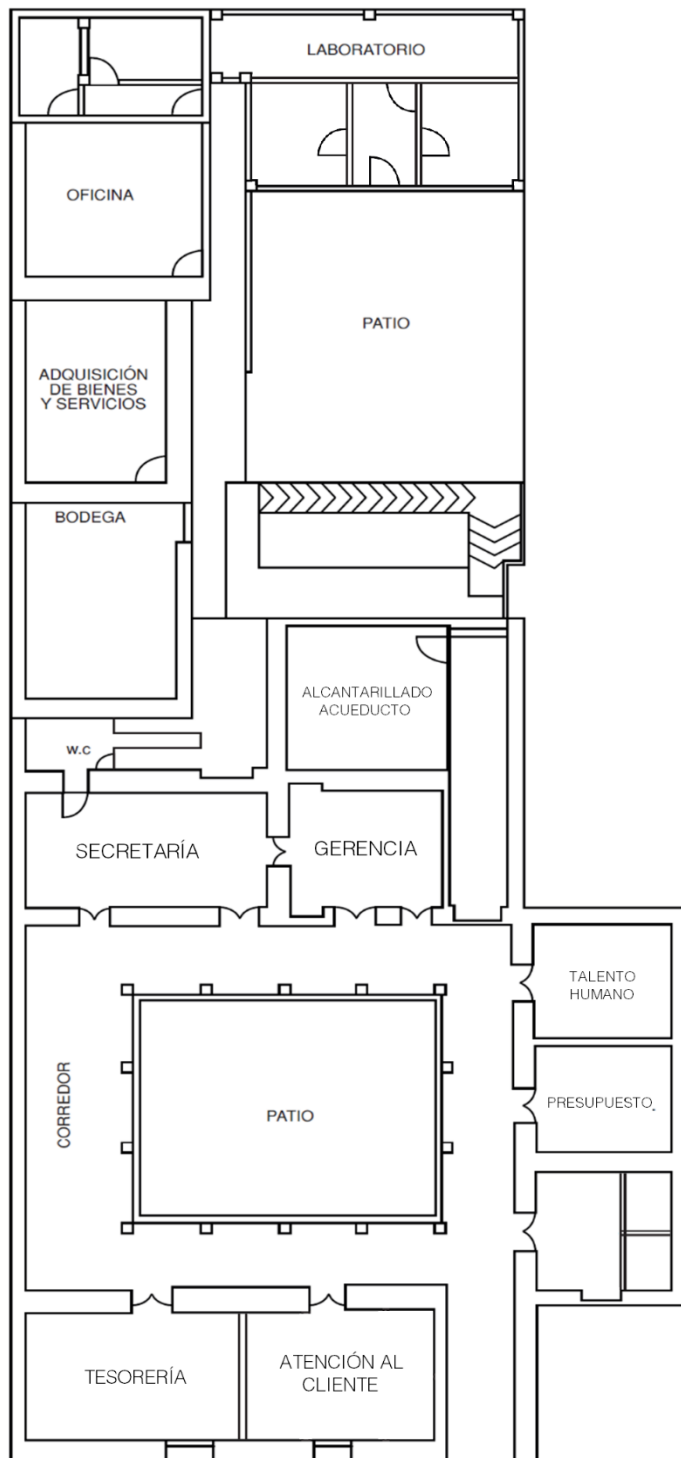 LABORATORIO
OFICINA
PATIO
ADQUISICIÓN
DE BIENES
Y SERVICIOS
BODEGA
ALCANTARILLADO
ACUEDUCTO
W.C
SECRETARÍA
GERENCIA
TALENTO
HUMANO
CORREDOR
PATIO
PRESUPUESTO.
TESORERÍA
ATENCIÓN AL
CLIENTE